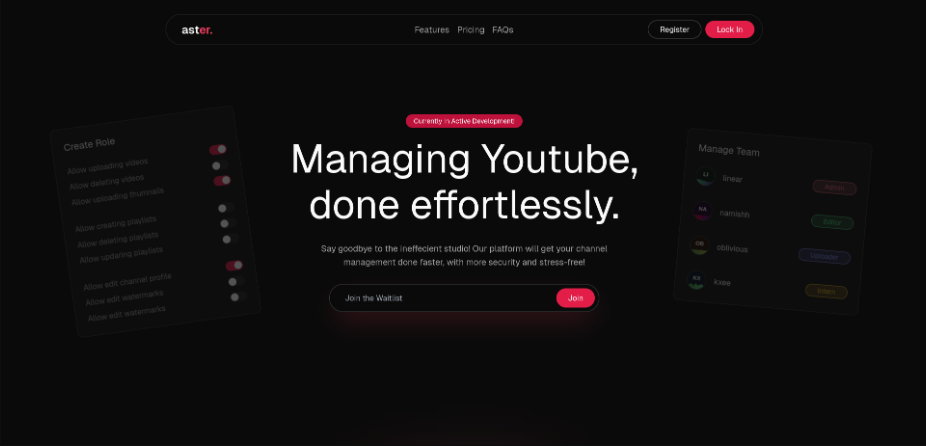 aster.
Features Pricing FAQs
Register
Lock In
Currently In Active Development!
Managing Youtube,
done effortlessly.
Say goodbye to the ineffecient studio! Our platform will get your channel
management done faster, with more security and stress-free!
Join the Waitlist
Join
Create Role
Allow uploading videos
Allow deleting videos
Allow uploading thumnails
Allow creating playlists
Allow deleting playlists
Allow updaring playlists
Allow edit channel profile
Allow edit watermarks
Allow edit watermarks
Manage Team
LI
linear
Admin
NA
namishh
Editor
OB
oblivious
Uploader
KX
kxee